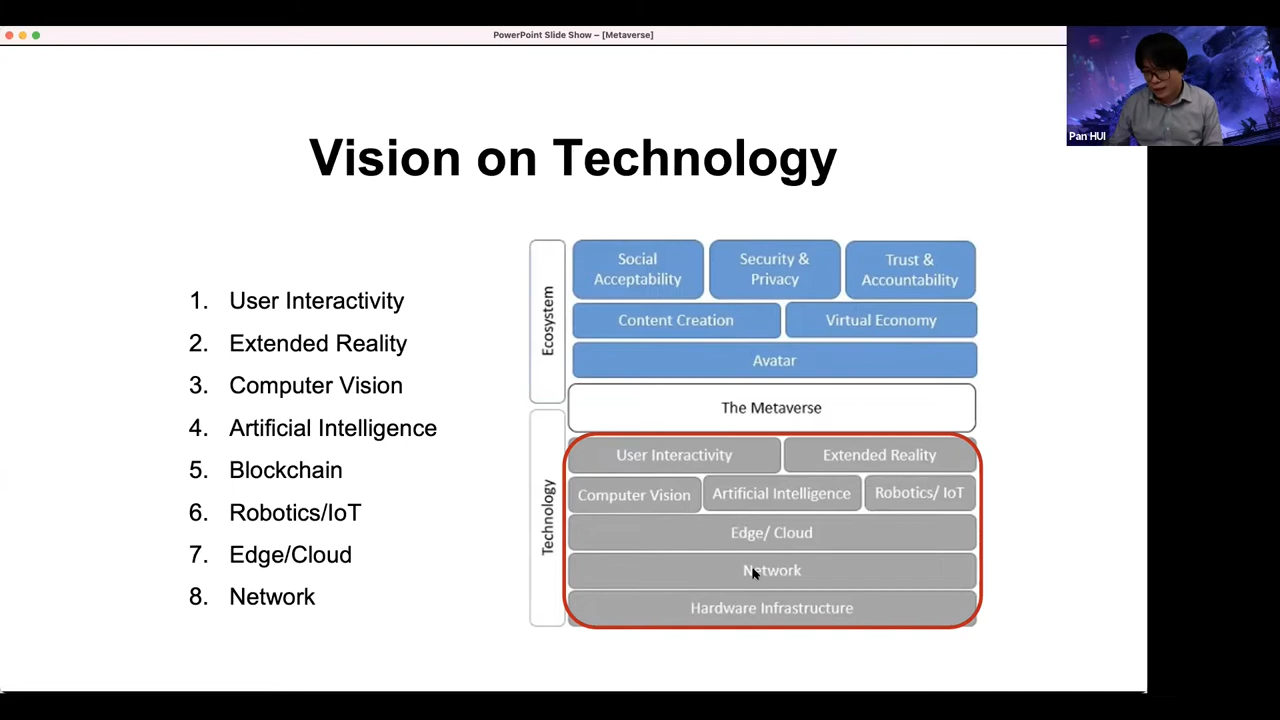 PowerPoint Slide Show – [Metaverse]
Pan HUI
Vision on Technology
1. User Interactivity
2. Extended Reality
3. Computer Vision
4. Artificial Intelligence
5. Blockchain
6. Robotics/IoT
7. Edge/Cloud
8. Network
Ecosystem
Social
Acceptability
Security &
Privacy
Trust &
Accountability
Content Creation
Virtual Economy
Avatar
The Metaverse
Technology
User Interactivity
Extended Reality
Computer Vision
Artificial Intelligence
Robotics/ IoT
Edge/ Cloud
Network
Hardware Infrastructure